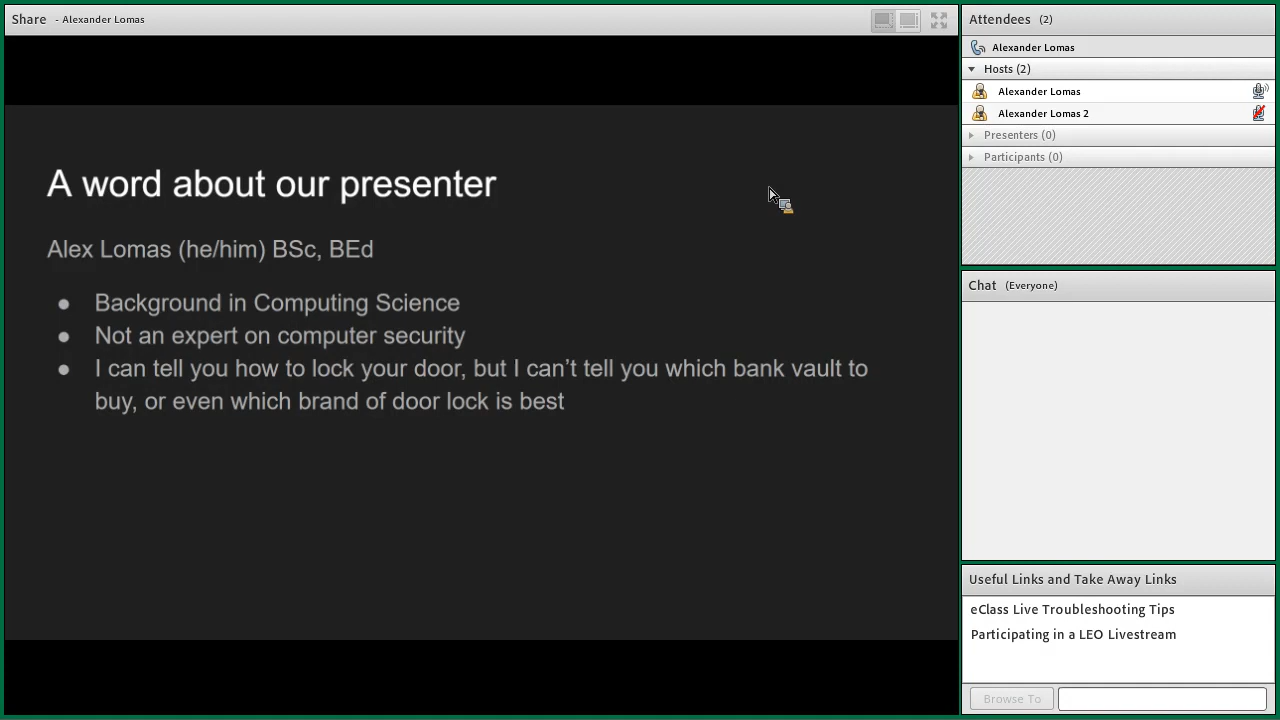 Share - Alexander Lomas
A word about our presenter
Alex Lomas (he/him) BSc, BEd
● Background in Computing Science
● Not an expert on computer security
● I can tell you how to lock your door, but I can’t tell you which bank vault to
buy, or even which brand of door lock is best
Attendees (2)
Alexander Lomas
Hosts (2)
Alexander Lomas
Alexander Lomas 2
Presenters (0)
Participants (0)
Chat (Everyone)
Useful Links and Take Away Links
eClass Live Troubleshooting Tips
Participating in a LEO Livestream
Browse To